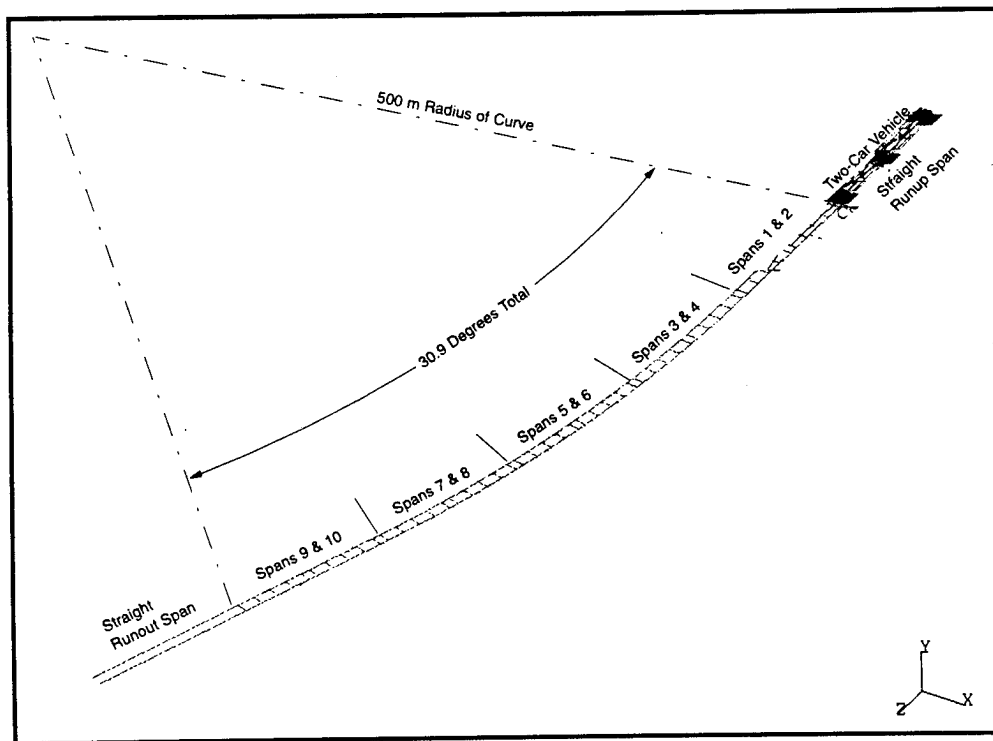 500 m Radius of Curve
Two-Car Vehicle
Straight
Runup Span
Spans 1 & 2
Spans 3 & 4
30.9 Degrees Total
Spans 5 & 6
Spans 7 & 8
Spans 9 & 10
Straight
Runout Span
Y
X
Z